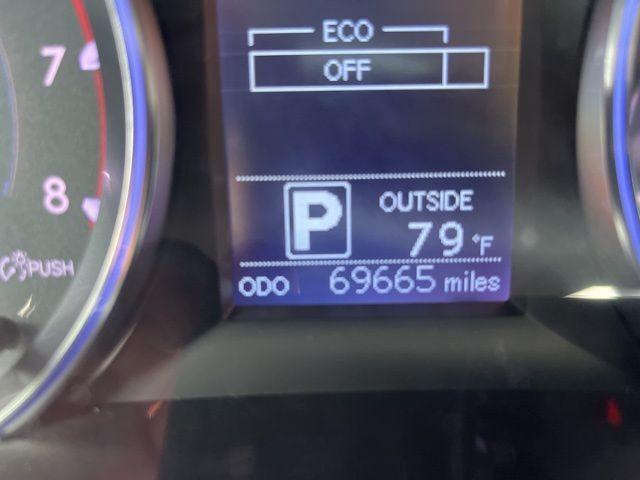 7
8
PUSH
ECO
OFF
P
OUTSIDE
79 °F
ODO 69665 miles